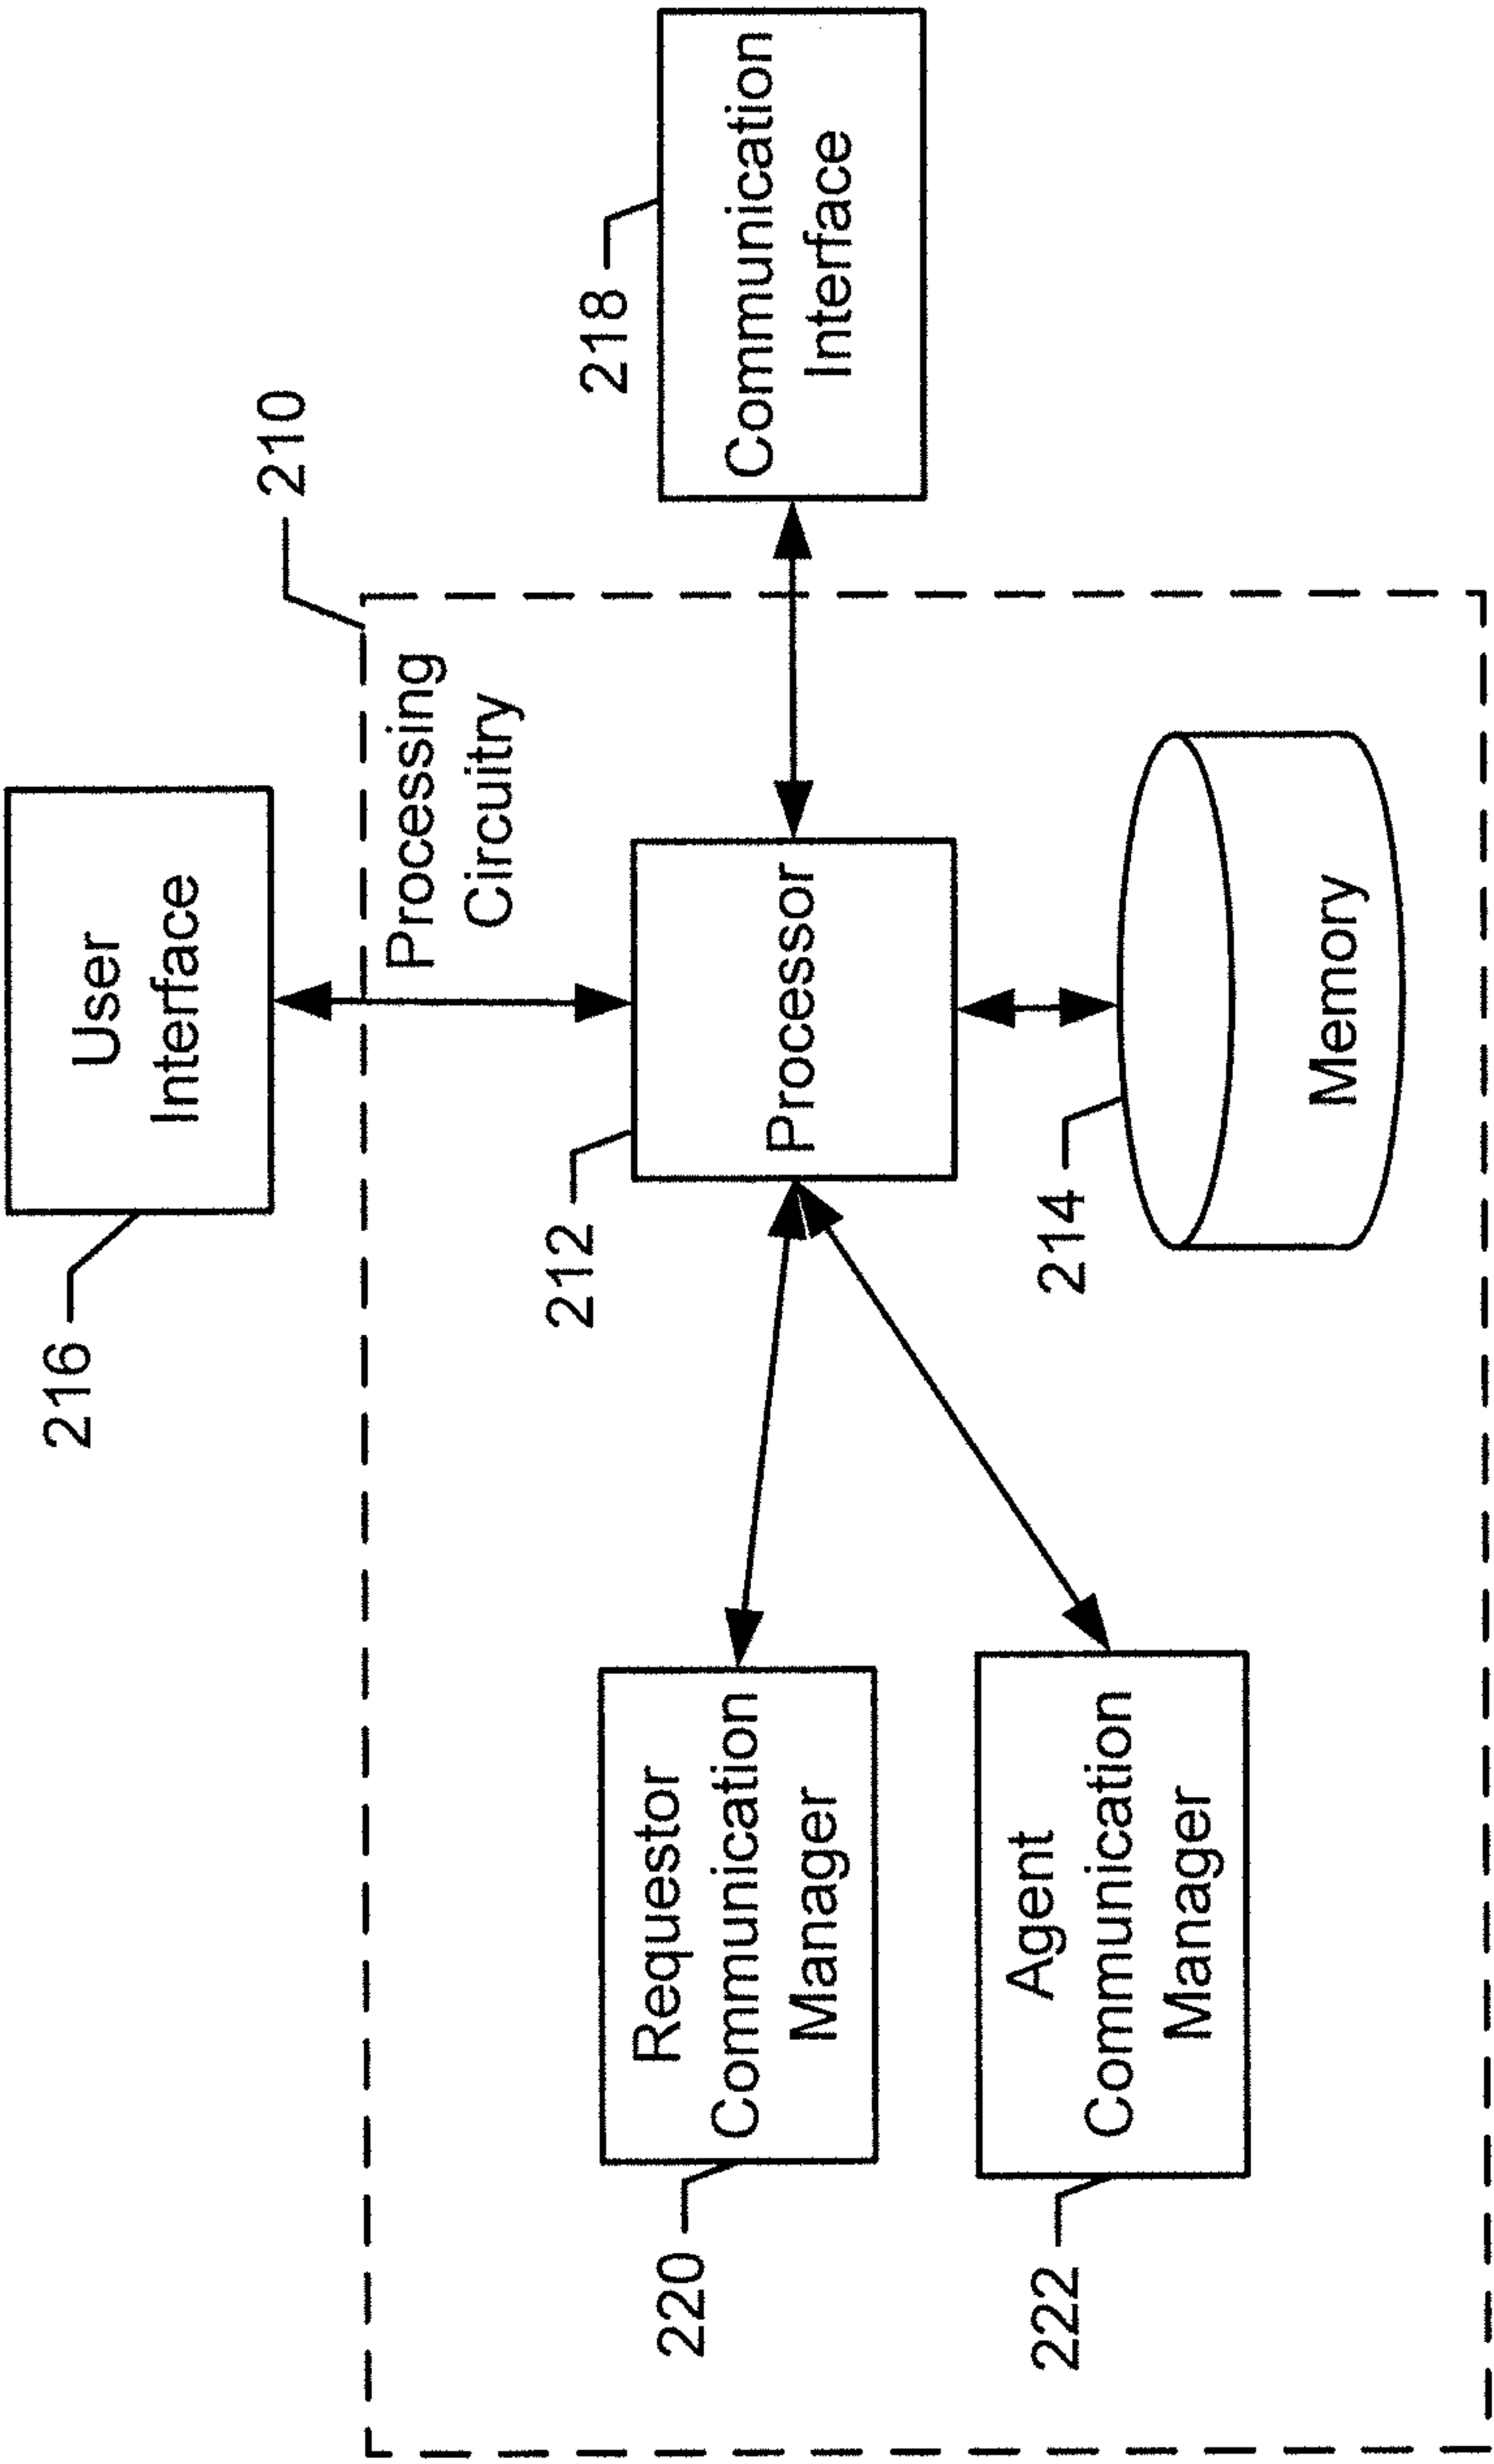 216
User
Interface
210
Processing
Circuitry
220
Requestor
Communication
Manager
212
Processor
218
Communication
Interface
222
Agent
Communication
Manager
214
Memory